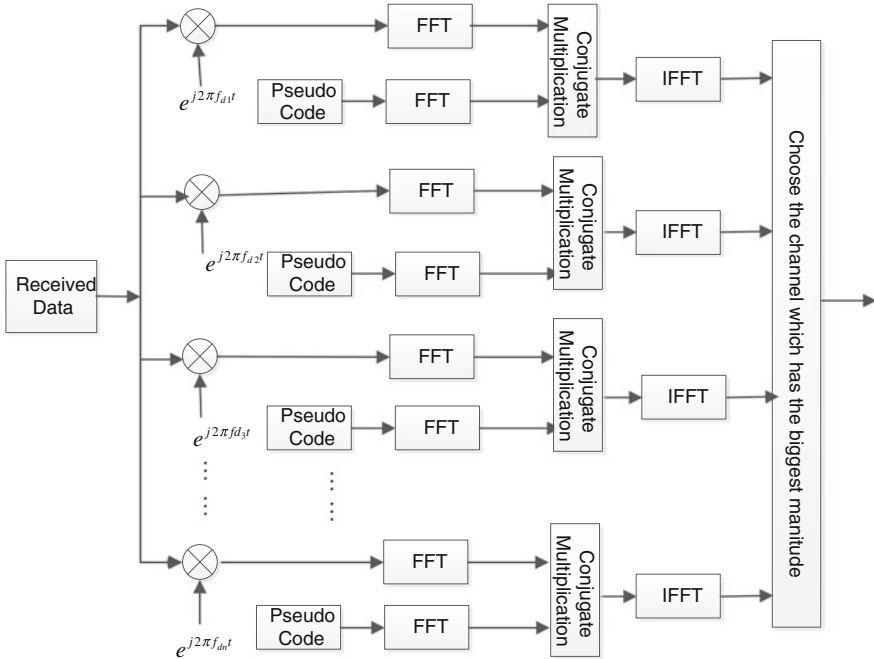 FFT
Conjugate
Multiplication
IFFT
e^{j2πf_{d1}t}
Pseudo
Code
FFT
FFT
Conjugate
Multiplication
IFFT
e^{j2πf_{d2}t}
Pseudo
Code
FFT
Received
Data
FFT
Conjugate
Multiplication
IFFT
e^{j2πfd_3t}
Pseudo
Code
FFT
... ...
... ...
FFT
Conjugate
Multiplication
IFFT
e^{j2πf_{dn}t}
Pseudo
Code
FFT
Choose the channel which has the biggest manitude